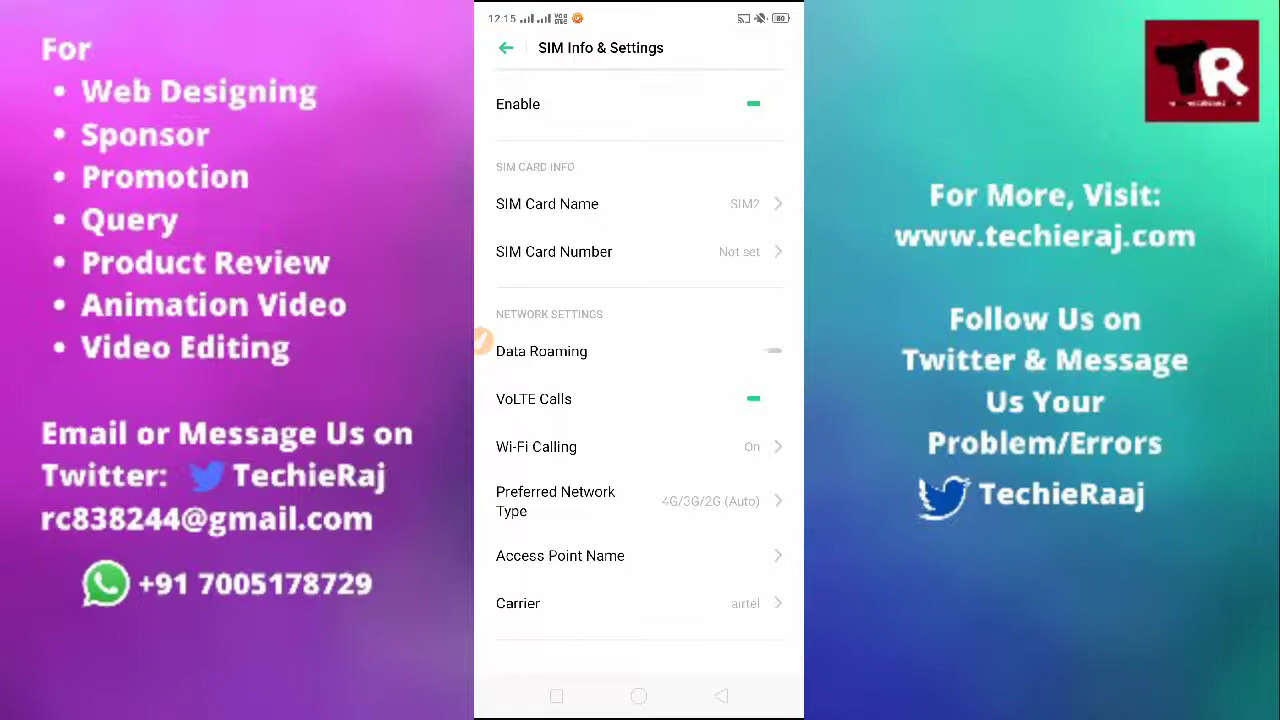 For
• Web Designing
• Sponsor
• Promotion
• Query
• Product Review
• Animation Video
• Video Editing
Email or Message Us on
Twitter: TechieRaj
rc838244@gmail.com
+91 7005178729
12:15
80
SIM Info & Settings
Enable
SIM CARD INFO
SIM Card Name SIM2
SIM Card Number Not set
NETWORK SETTINGS
Data Roaming
VoLTE Calls
Wi-Fi Calling On
Preferred Network
Type 4G/3G/2G (Auto)
Access Point Name
Carrier airtel
TR
For More, Visit:
www.techieraj.com
Follow Us on
Twitter & Message
Us Your
Problem/Errors
TechieRaaj